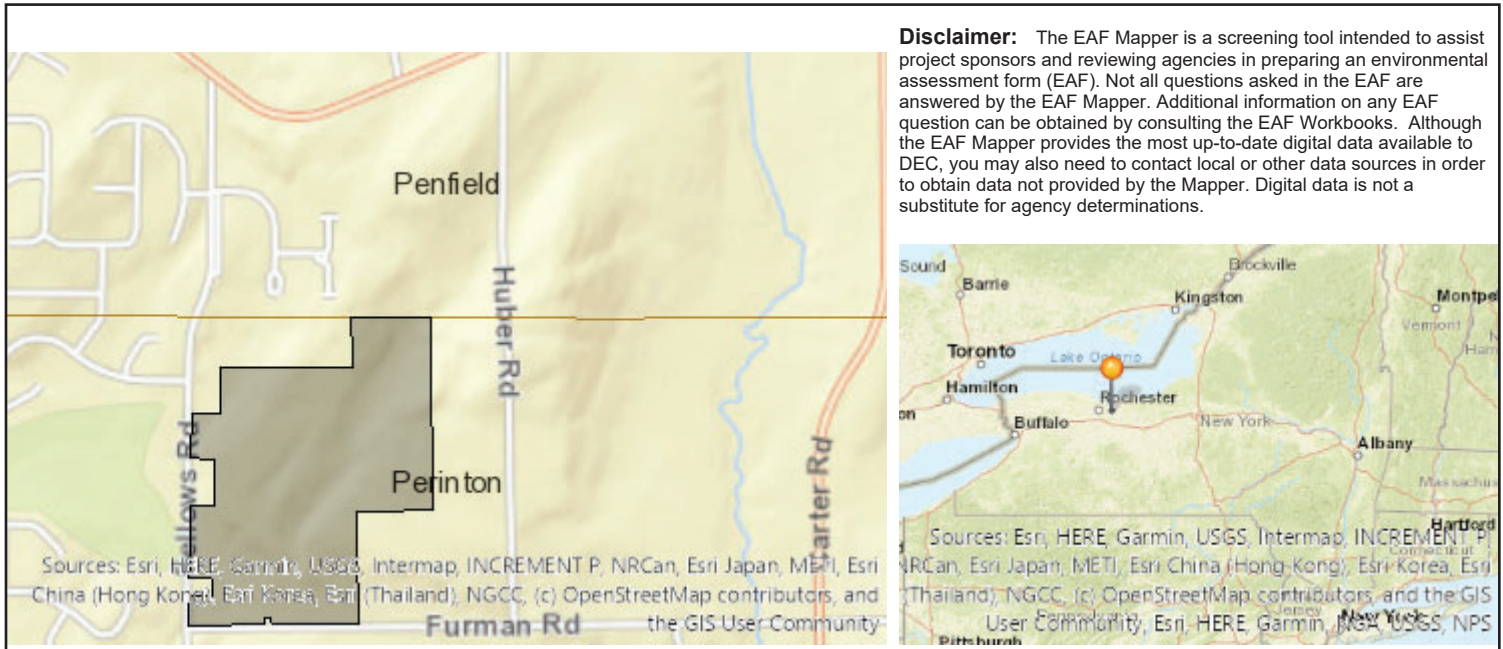 Disclaimer: The EAF Mapper is a screening tool intended to assist
project sponsors and reviewing agencies in preparing an environmental
assessment form (EAF). Not all questions asked in the EAF are
answered by the EAF Mapper. Additional information on any EAF
question can be obtained by consulting the EAF Workbooks. Although
the EAF Mapper provides the most up-to-date digital data available to
DEC, you may also need to contact local or other data sources in order
to obtain data not provided by the Mapper. Digital data is not a
substitute for agency determinations.
Penfield
Huber Rd
Perinton
Fellows Rd
Carter Rd
Furman Rd
Sources: Esri, HERE, Garmin, USGS, Intermap, INCREMENT P, NRCan, Esri Japan, METI, Esri
China (Hong Kong), Esri Korea, Esri (Thailand), NGCC, (c) OpenStreetMap contributors, and
the GIS User Community
Sound
Barrie
Brockville
Kingston
Montpe
Vermont
Ham
Toronto
Lake Ontario
Hamilton
Rochester
on
Buffalo
New York
Albany
Massachus
Hartford
Connecticut
Sources: Esri, HERE, Garmin, USGS, Intermap, INCREMENT P,
NRCan, Esri Japan, METI, Esri China (Hong Kong), Esri Korea, Esri
(Thailand), NGCC, (c) OpenStreetMap contributors, and the GIS
User Community, Esri, HERE, Garmin, NGA, USGS, NPS
Pennsylvania
Jersey
New York
Pittsburgh